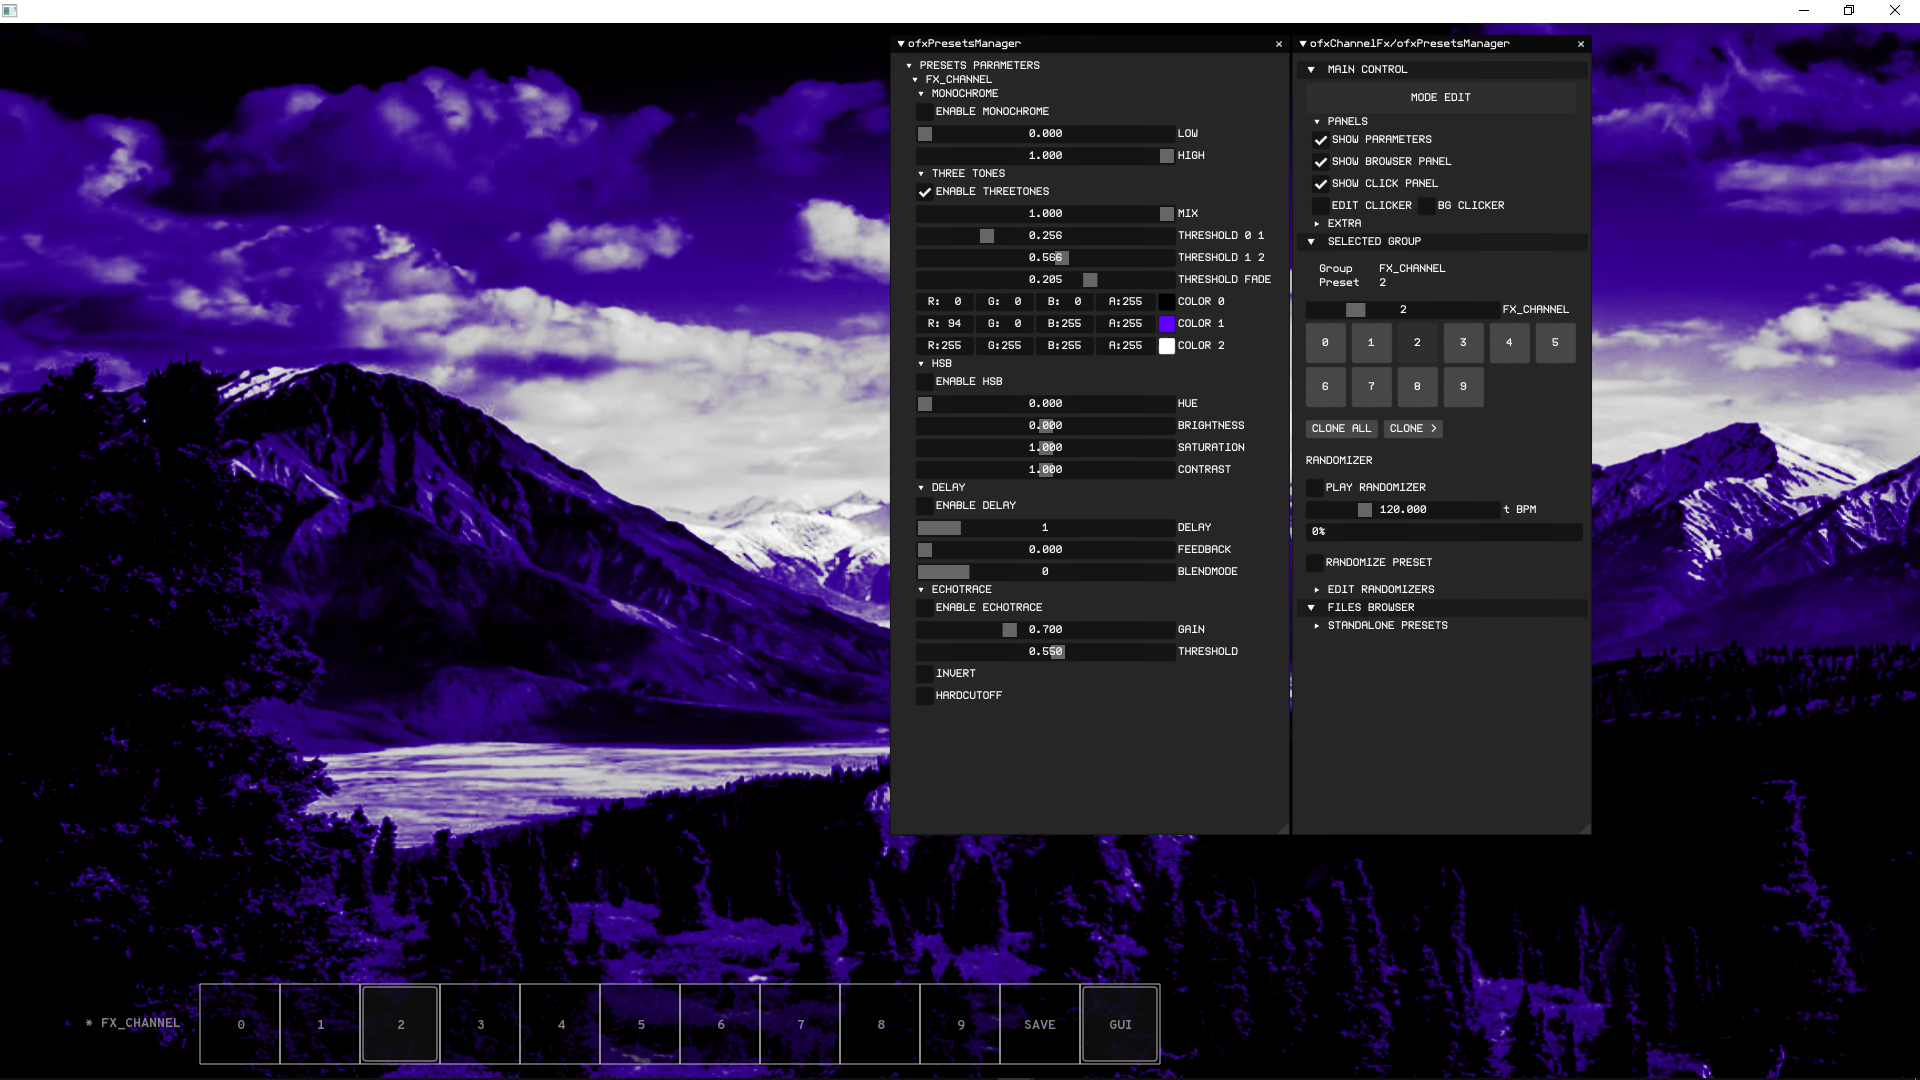 ofxPresetsManager
PRESETS PARAMETERS
FX_CHANNEL
MONOCHROME
ENABLE MONOCHROME
0.000 LOW
1.000 HIGH
THREE TONES
ENABLE THREETONES
1.000 MIX
0.256 THRESHOLD 0 1
0.566 THRESHOLD 1 2
0.205 THRESHOLD FADE
R: 0 G: 0 B: 0 A:255 COLOR 0
R: 94 G: 0 B:255 A:255 COLOR 1
R:255 G:255 B:255 A:255 COLOR 2
HSB
ENABLE HSB
0.000 HUE
0.000 BRIGHTNESS
1.000 SATURATION
1.000 CONTRAST
DELAY
ENABLE DELAY
1 DELAY
0.000 FEEDBACK
0 BLENDMODE
ECHOTRACE
ENABLE ECHOTRACE
0.700 GAIN
0.550 THRESHOLD
INVERT
HARDCUTOFF
ofxChannelFx/ofxPresetsManager
MAIN CONTROL
MODE EDIT
PANELS
SHOW PARAMETERS
SHOW BROWSER PANEL
SHOW CLICK PANEL
EDIT CLICKER BG CLICKER
EXTRA
SELECTED GROUP
Group FX_CHANNEL
Preset 2
2 FX_CHANNEL
0 1 2 3 4 5
6 7 8 9
CLONE ALL CLONE >
RANDOMIZER
PLAY RANDOMIZER
120.000 t BPM
0%
RANDOMIZE PRESET
EDIT RANDOMIZERS
FILES BROWSER
STANDALONE PRESETS
* FX_CHANNEL 0 1 2 3 4 5 6 7 8 9 SAVE GUI